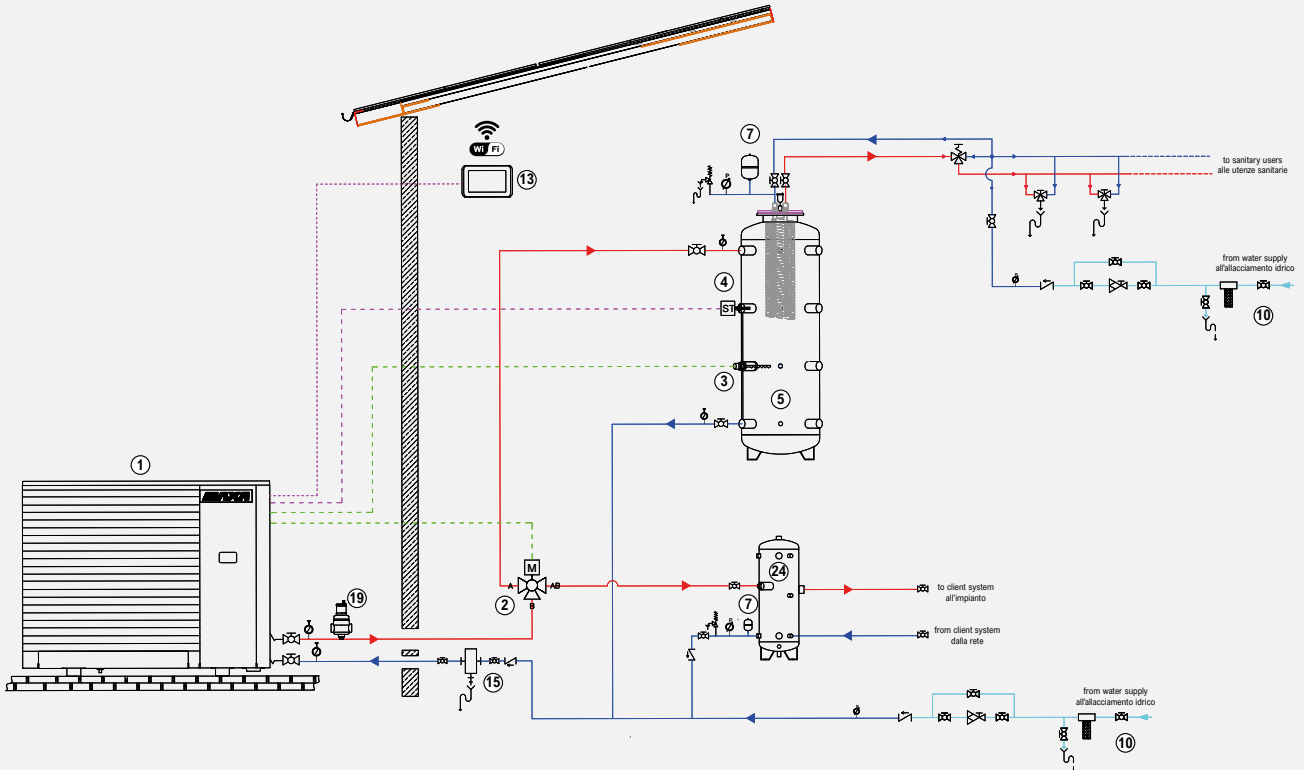 Wi Fi
13
7
to sanitary users
alle utenze sanitarie
P
4
ST
from water supply
all'allacciamento idrico
10
3
5
1
MAXA
M
A
AB
B
2
19
24
7
to client system
all'impianto
from client system
dalla rete
P
15
from water supply
all'allacciamento idrico
10